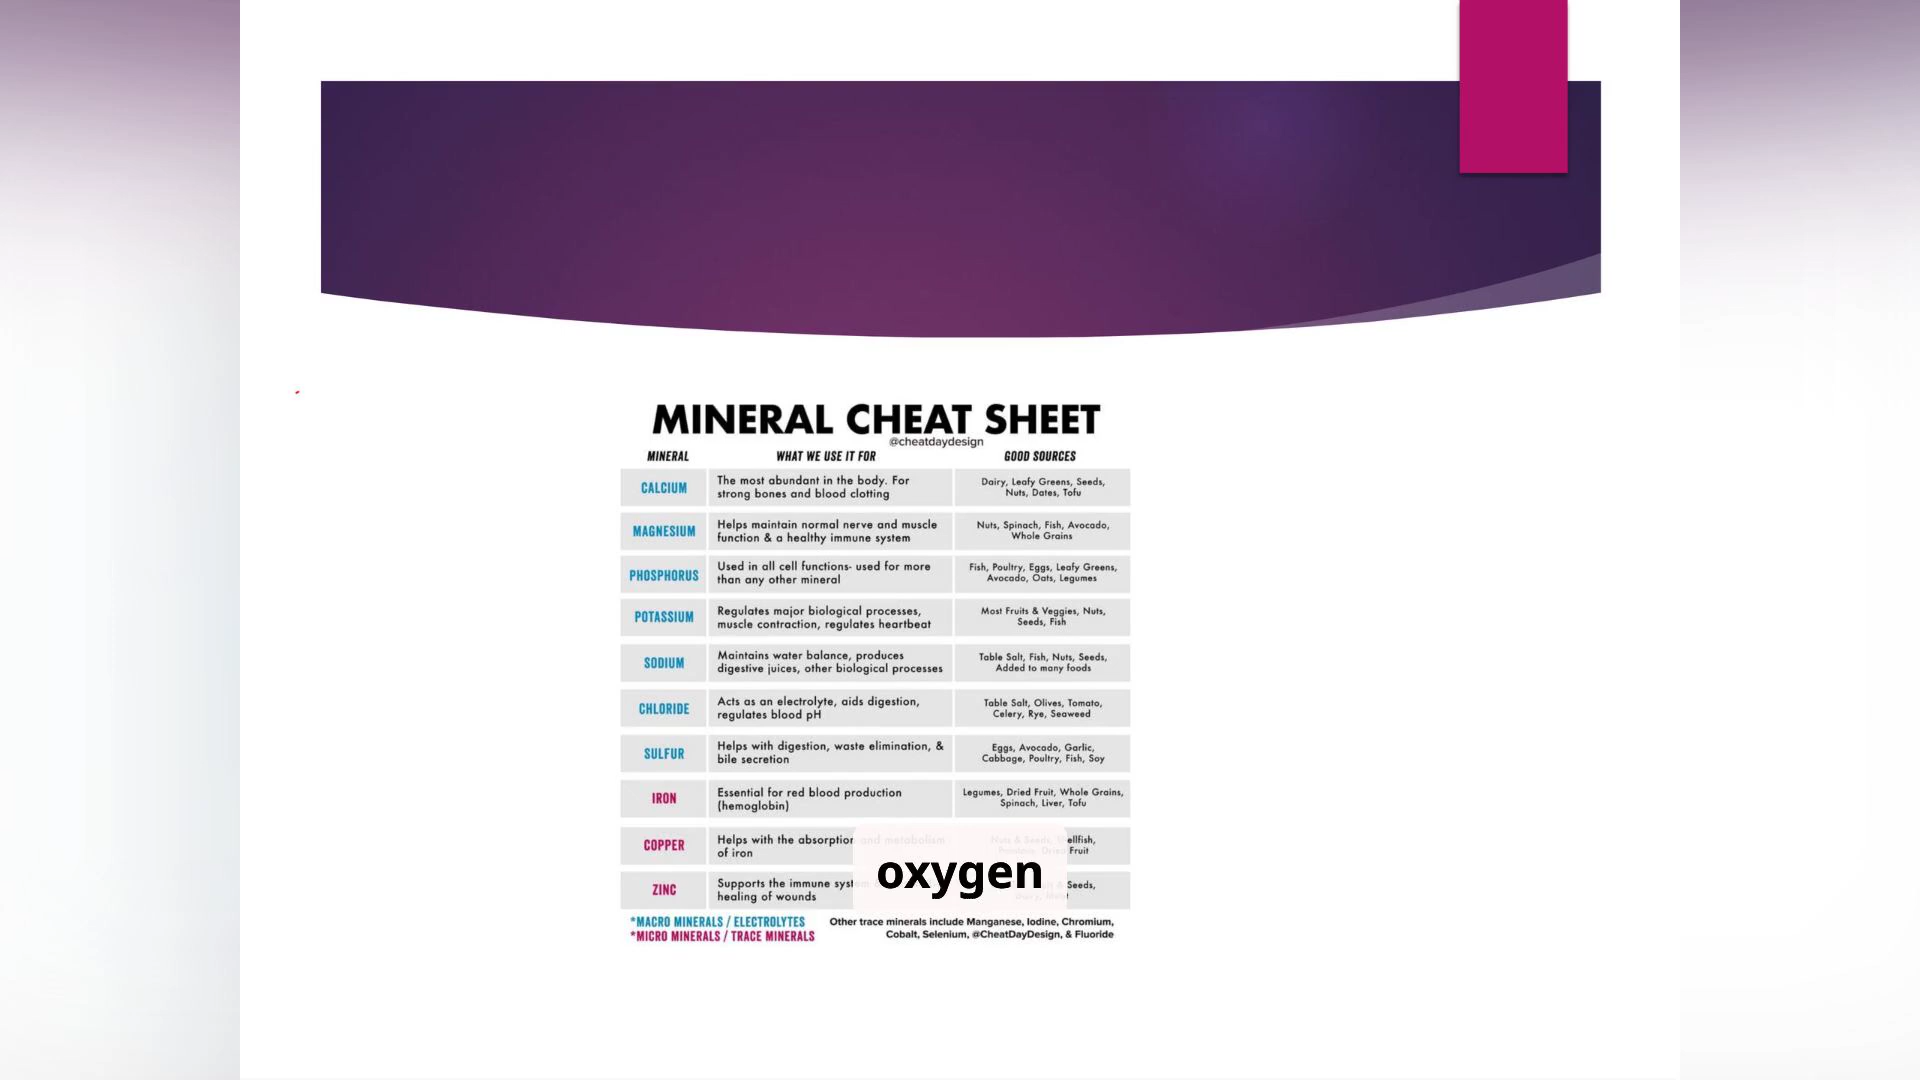 MINERAL CHEAT SHEET
@cheatdaydesign
MINERAL WHAT WE USE IT FOR GOOD SOURCES
CALCIUM
The most abundant in the body. For
strong bones and blood clotting
Dairy, Leafy Greens, Seeds,
Nuts, Dates, Tofu
MAGNESIUM
Helps maintain normal nerve and muscle
function & a healthy immune system
Nuts, Spinach, Fish, Avocado,
Whole Grains
PHOSPHORUS
Used in all cell functions- used for more
than any other mineral
Fish, Poultry, Eggs, Leafy Greens,
Avocado, Oats, Legumes
POTASSIUM
Regulates major biological processes,
muscle contraction, regulates heartbeat
Most Fruits & Veggies, Nuts,
Seeds, Fish
SODIUM
Maintains water balance, produces
digestive juices, other biological processes
Table Salt, Fish, Nuts, Seeds,
Added to many foods
CHLORIDE
Acts as an electrolyte, aids digestion,
regulates blood pH
Table Salt, Olives, Tomato,
Celery, Rye, Seaweed
SULFUR
Helps with digestion, waste elimination, &
bile secretion
Eggs, Avocado, Garlic,
Cabbage, Poultry, Fish, Soy
IRON
Essential for red blood production
(hemoglobin)
Legumes, Dried Fruit, Whole Grains,
Spinach, Liver, Tofu
COPPER
Helps with the absorption and metabolism
of iron
Nuts & Seeds,
Dried Fruit
ZINC
Supports the immune
healing of wounds
Seeds,
oxygen
*MACRO MINERALS / ELECTROLYTES
*MICRO MINERALS / TRACE MINERALS
Other trace minerals include Manganese, Iodine, Chromium,
Cobalt, Selenium, @CheatDayDesign, & Fluoride